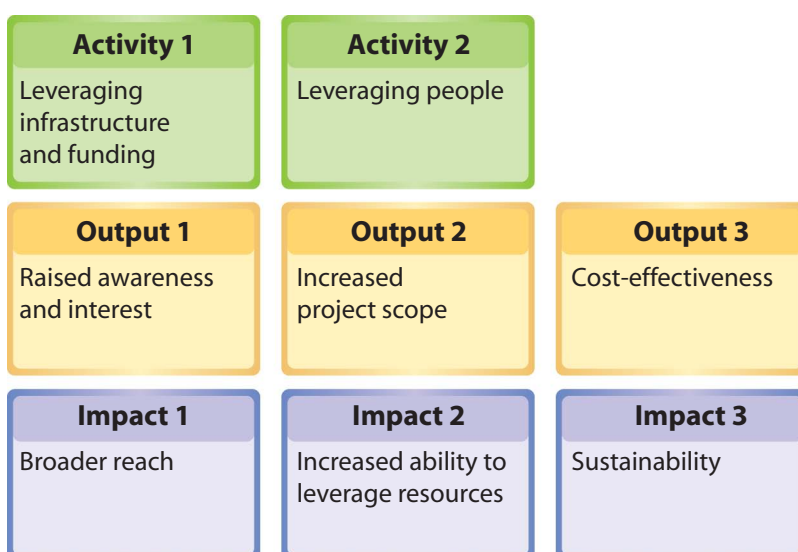 Activity 1
Leveraging
infrastructure
and funding
Activity 2
Leveraging people
Output 1
Raised awareness
and interest
Output 2
Increased
project scope
Output 3
Cost-effectiveness
Impact 1
Broader reach
Impact 2
Increased ability to
leverage resources
Impact 3
Sustainability